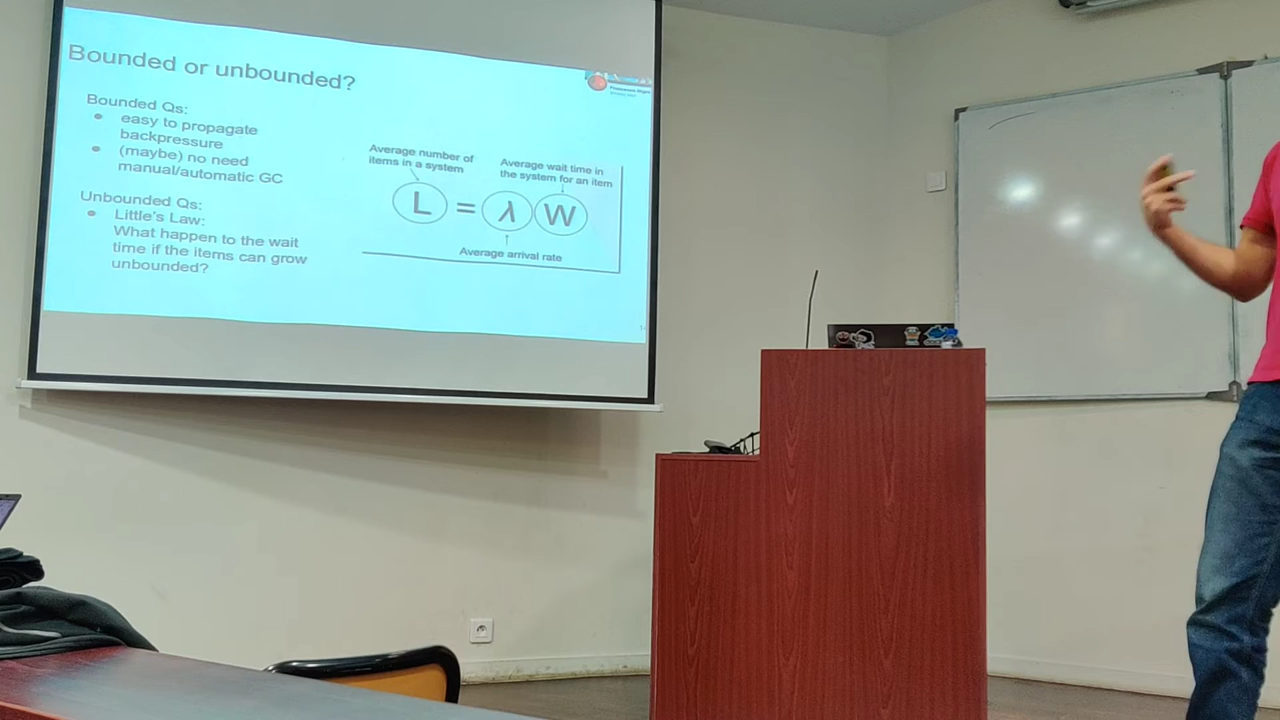 Bounded or unbounded?
Bounded Qs:
easy to propagate
backpressure
(maybe) no need
manual/automatic GC
Unbounded Qs:
Little's Law:
What happen to the wait
time if the items can grow
unbounded?
Average number of
items in a system
Average wait time in
the system for an item
L = λ W
Average arrival rate